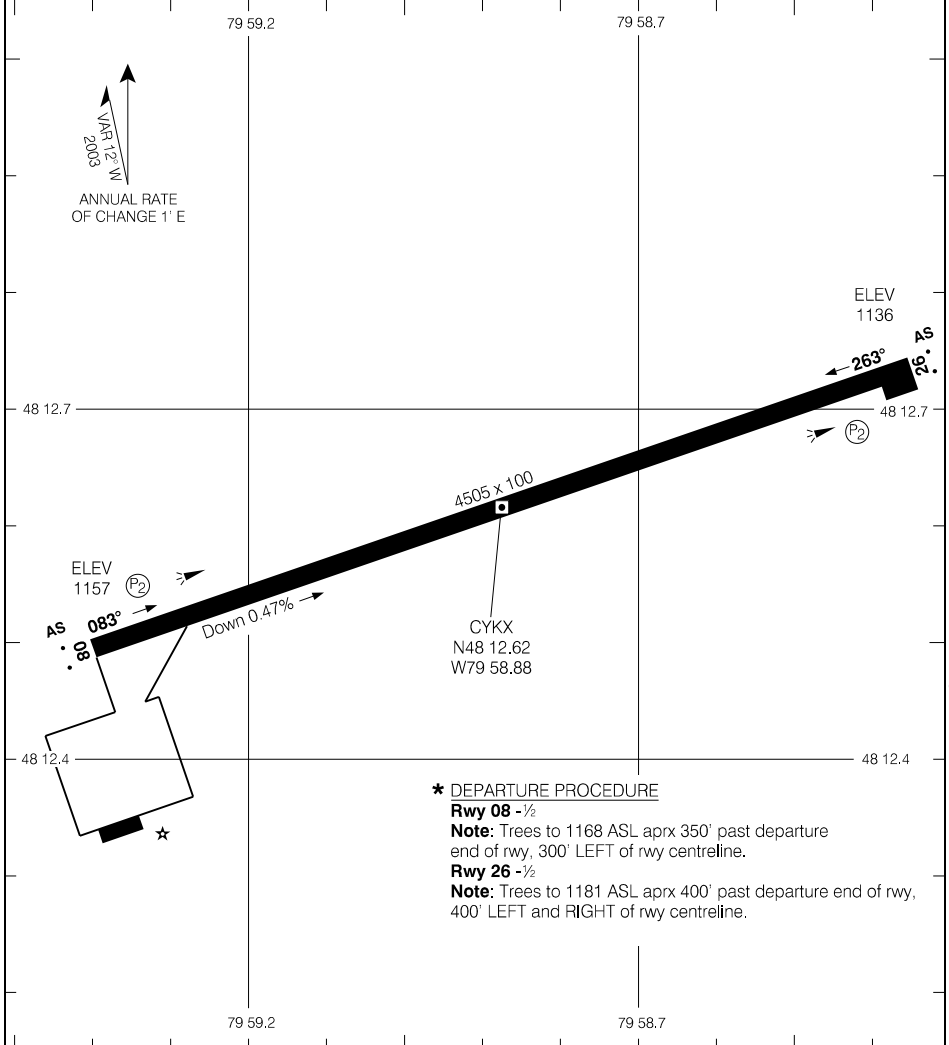 79 59.2
79 58.7
VAR 12° W
2003
ANNUAL RATE
OF CHANGE 1' E
ELEV
1136
AS
26
263°
48 12.7
48 12.7
P2
4505 x 100
ELEV
1157
P2
083°
Down 0.47%
AS
08
CYKX
N48 12.62
W79 58.88
48 12.4
48 12.4
* DEPARTURE PROCEDURE
Rwy 08 -½
Note: Trees to 1168 ASL aprx 350' past departure
end of rwy, 300' LEFT of rwy centreline.
Rwy 26 -½
Note: Trees to 1181 ASL aprx 400' past departure end of rwy,
400' LEFT and RIGHT of rwy centreline.
79 59.2
79 58.7